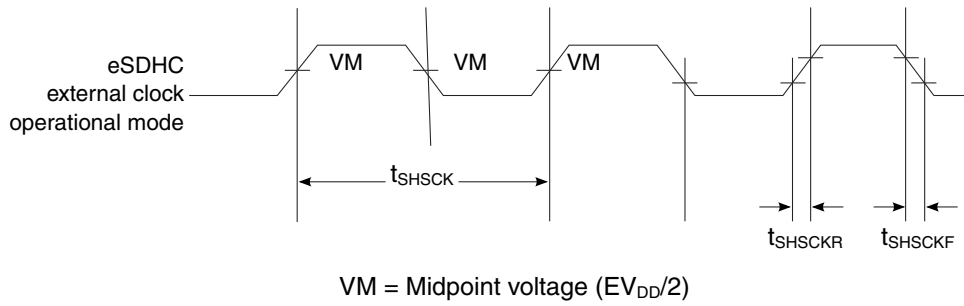 eSDHC
external clock
operational mode
VM VM VM
tSHSCK
tSHSCKR tSHSCKF
VM = Midpoint voltage (EVDD/2)